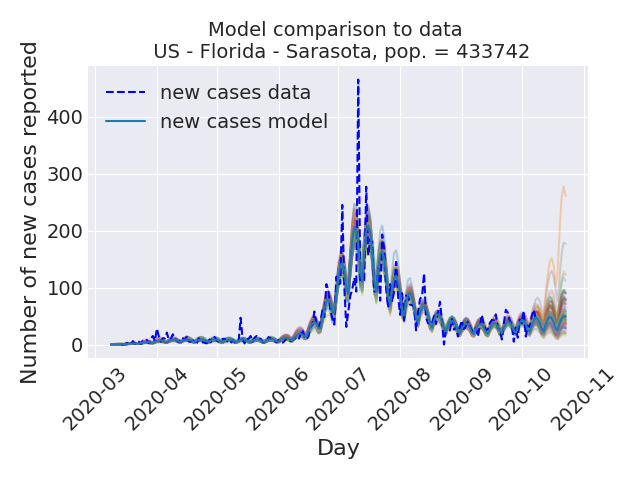 Model comparison to data
US - Florida - Sarasota, pop. = 433742
Number of new cases reported
new cases data
new cases model
400
300
200
100
0
2020-03
2020-04
2020-05
2020-06
2020-07
2020-08
2020-09
2020-10
2020-11
Day